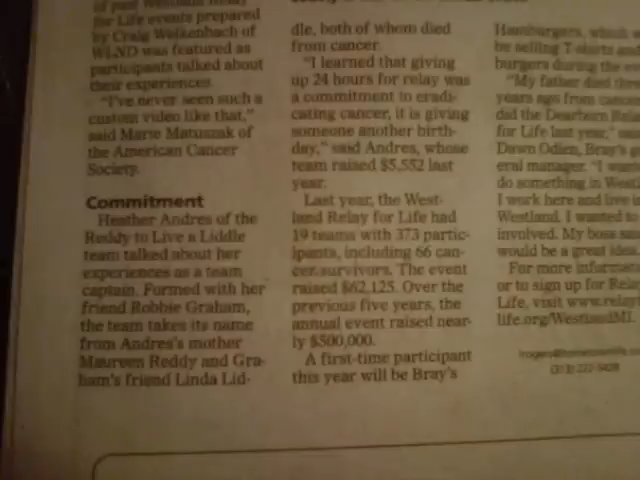 of past Westland Relay
for Life events prepared
by Craig Welkenbach of
WLND was featured as
participants talked about
their experiences.
"I've never seen such a
custom video like that,"
said Marie Matuszak of
the American Cancer
Society.
Commitment
Heather Andres of the
Reddy to Live a Liddle
team talked about her
experiences as a team
captain. Formed with her
friend Robbie Graham,
the team takes its name
from Andres's mother
Maureen Reddy and Gra-
ham's friend Linda Lid-
dle, both of whom died
from cancer.
"I learned that giving
up 24 hours for relay was
a commitment to eradi-
cating cancer, it is giving
someone another birth-
day," said Andres, whose
team raised $5,552 last
year.
Last year, the West-
land Relay for Life had
19 teams with 373 partic-
ipants, including 66 can-
cer survivors. The event
raised $62,125. Over the
previous five years, the
annual event raised near-
ly $500,000.
A first-time participant
this year will be Bray's
Hamburgers, which w
be selling T-shirts and
burgers during the ev
"My father died thre
years ago from cancer
did the Dearborn Rela
for Life last year," sai
Dawn Odien, Bray's g
eral manager. "I want
do something in Westl
I work here and live i
Westland. I wanted to
involved. My boss sai
would be a great idea.
For more informat
or to sign up for Rela
Life, visit www.relay
life.org/WestlandMI.
(313) 222-5428